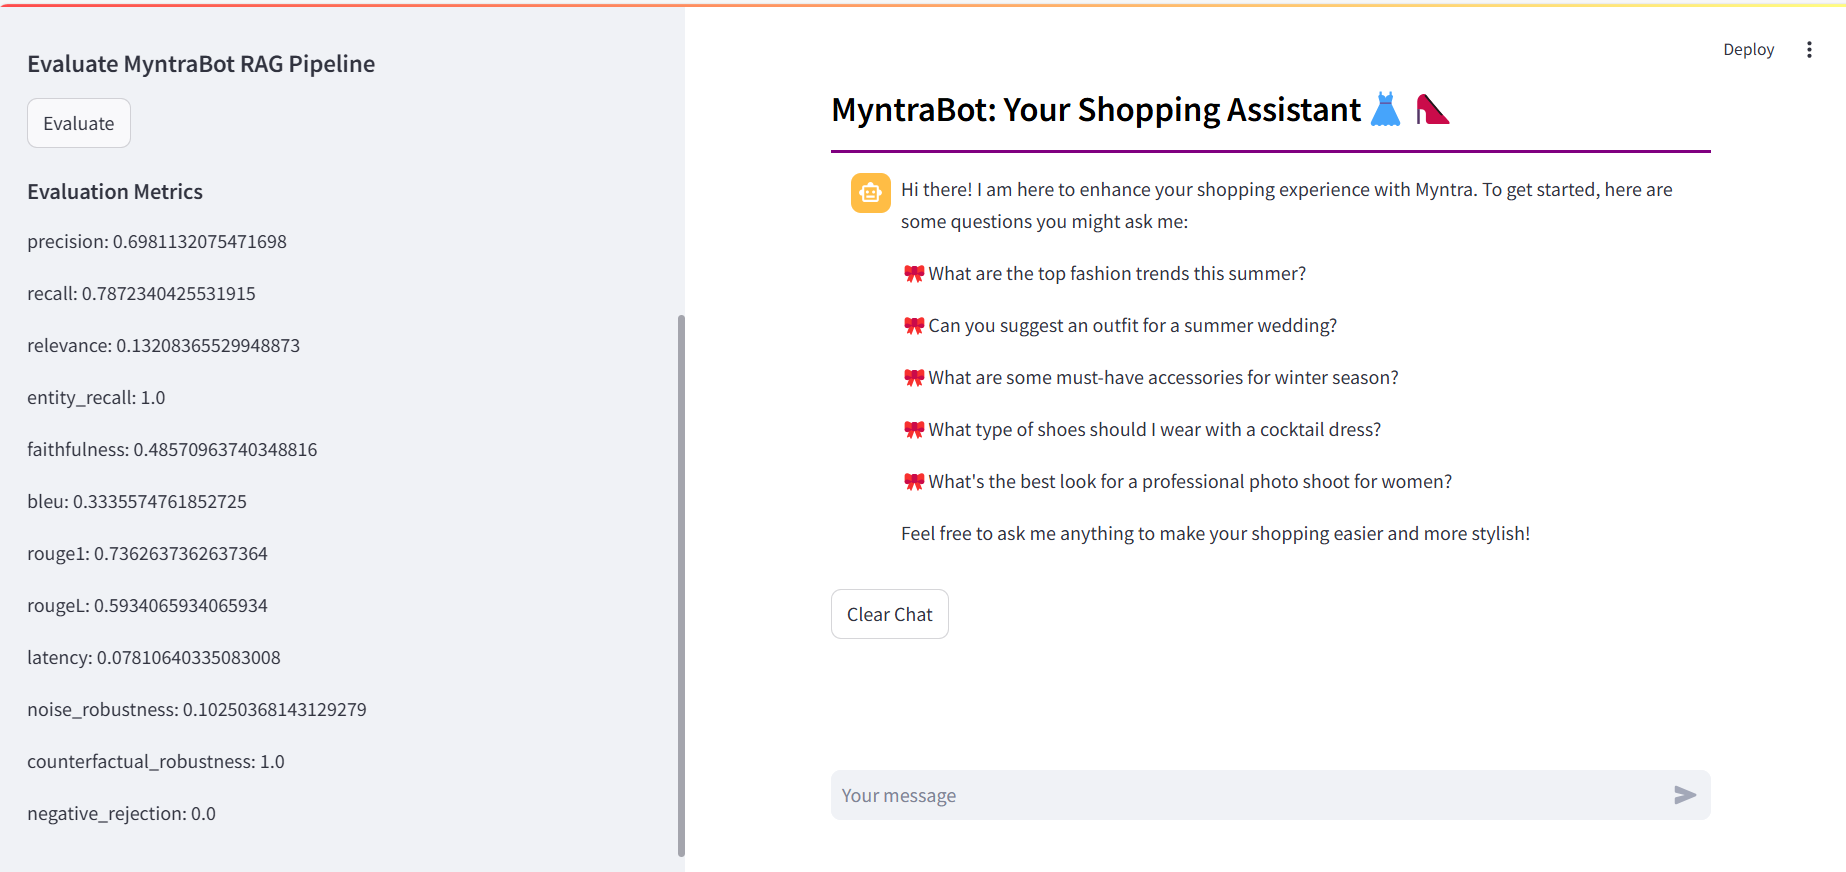 Evaluate MyntraBot RAG Pipeline
Evaluate
Evaluation Metrics
precision: 0.6981132075471698
recall: 0.7872340425531915
relevance: 0.13208365529948873
entity_recall: 1.0
faithfulness: 0.48570963740348816
bleu: 0.3335574761852725
rouge1: 0.7362637362637364
rougeL: 0.5934065934065934
latency: 0.07810640335083008
noise_robustness: 0.10250368143129279
counterfactual_robustness: 1.0
negative_rejection: 0.0
Deploy
MyntraBot: Your Shopping Assistant 👗 👠
Hi there! I am here to enhance your shopping experience with Myntra. To get started, here are
some questions you might ask me:
🎀 What are the top fashion trends this summer?
🎀 Can you suggest an outfit for a summer wedding?
🎀 What are some must-have accessories for winter season?
🎀 What type of shoes should I wear with a cocktail dress?
🎀 What's the best look for a professional photo shoot for women?
Feel free to ask me anything to make your shopping easier and more stylish!
Clear Chat
Your message